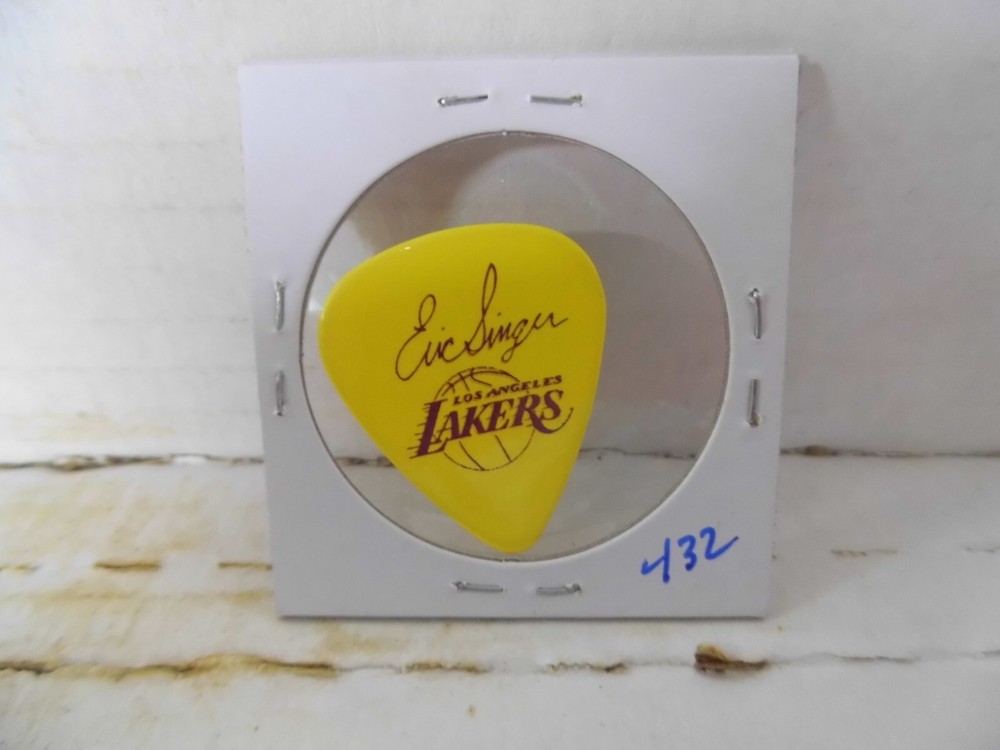 Eric Singer
LOS ANGELES
LAKERS
432